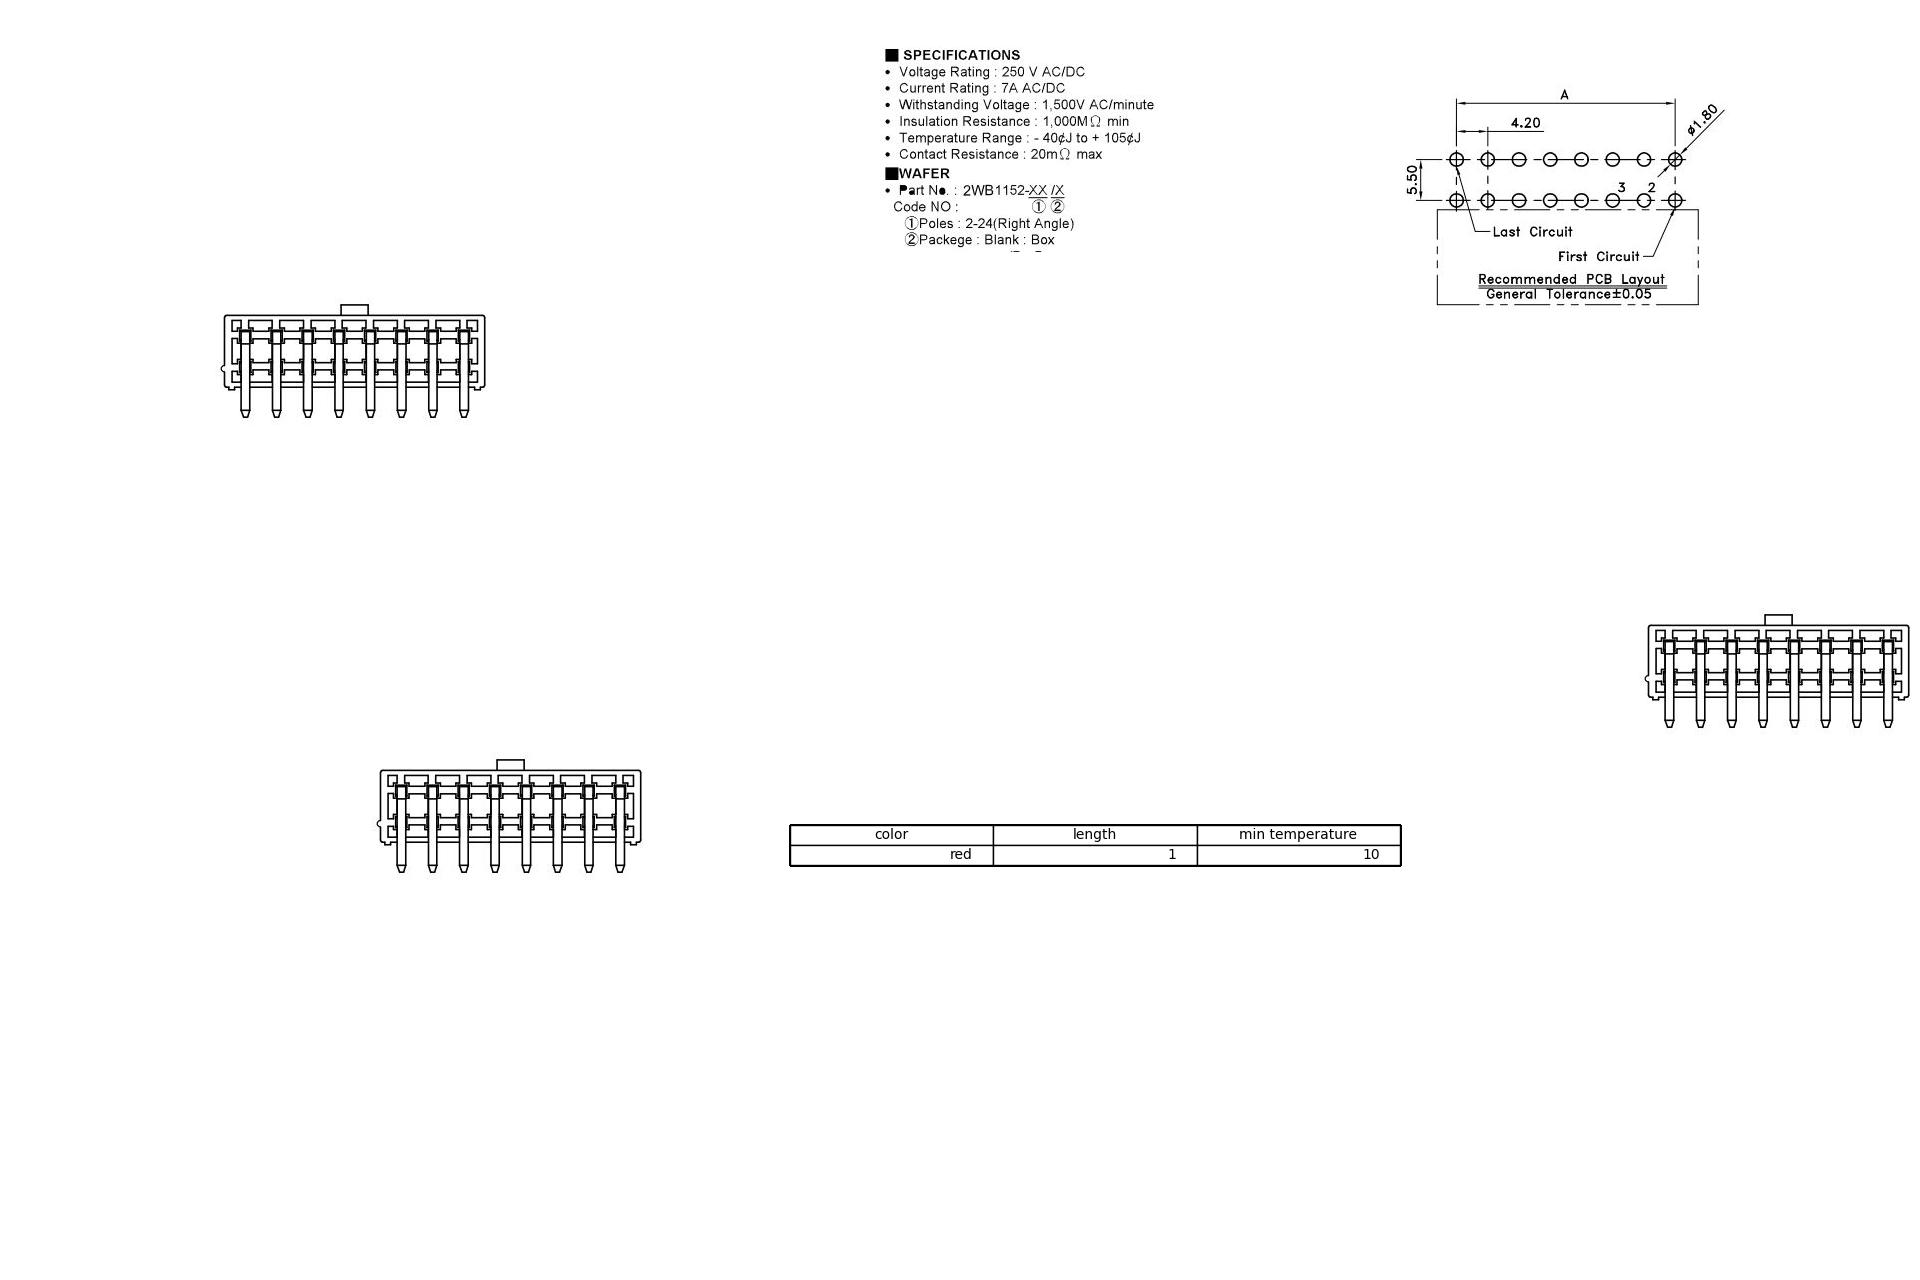 ■ SPECIFICATIONS
• Voltage Rating : 250 V AC/DC
• Current Rating : 7A AC/DC
• Withstanding Voltage : 1,500V AC/minute
• Insulation Resistance : 1,000MΩ min
• Temperature Range : - 40¢J to + 105¢J
• Contact Resistance : 20mΩ max
■WAFER
• Part No. : 2WB1152-XX /X
Code NO : ① ②
①Poles : 2-24(Right Angle)
②Packege : Blank : Box
A
4.20
ø1.80
5.50
3 2
Last Circuit
First Circuit
Recommended PCB Layout
General Tolerance±0.05
color length min temperature
red 1 10